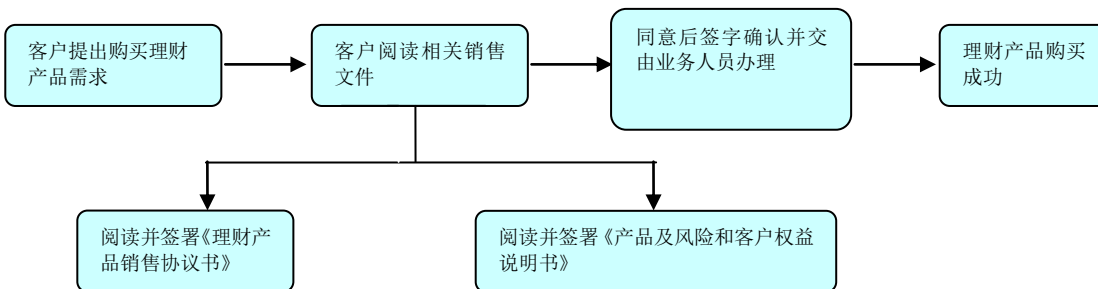 客户提出购买理财
产品需求
客户阅读相关销售
文件
同意后签字确认并交
由业务人员办理
理财产品购买
成功
阅读并签署《理财产
品销售协议书》
阅读并签署《产品及风险和客户权益
说明书》